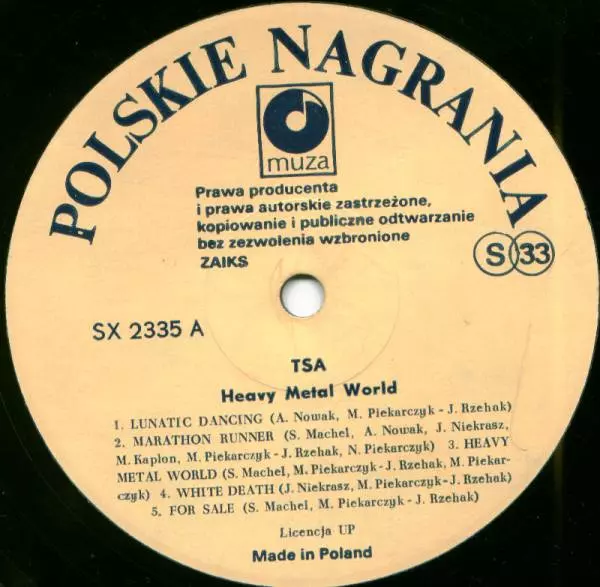 POLSKIE NAGRANIA
muza
Prawa producenta
i prawa autorskie zastrzeżone,
kopiowanie i publiczne odtwarzanie
bez zezwolenia wzbronione
ZAIKS
S 33
SX 2335 A
TSA
Heavy Metal World
1. LUNATIC DANCING (A. Nowak, M. Piekarczyk - J. Rzehak)
2. MARATHON RUNNER (S. Machel, A. Nowak, J. Niekrasz,
M. Kaplon, M. Piekarczyk - J. Rzehak, N. Piekarczyk) 3. HEAVY
METAL WORLD (S. Machel, M. Piekarczyk - J. Rzehak, M. Piekar-
czyk) 4. WHITE DEATH (J. Niekrasz, M. Piekarczyk - J. Rzehak)
5. FOR SALE (S. Machel, M. Piekarczyk - J. Rzehak)
Licencja UP
Made in Poland